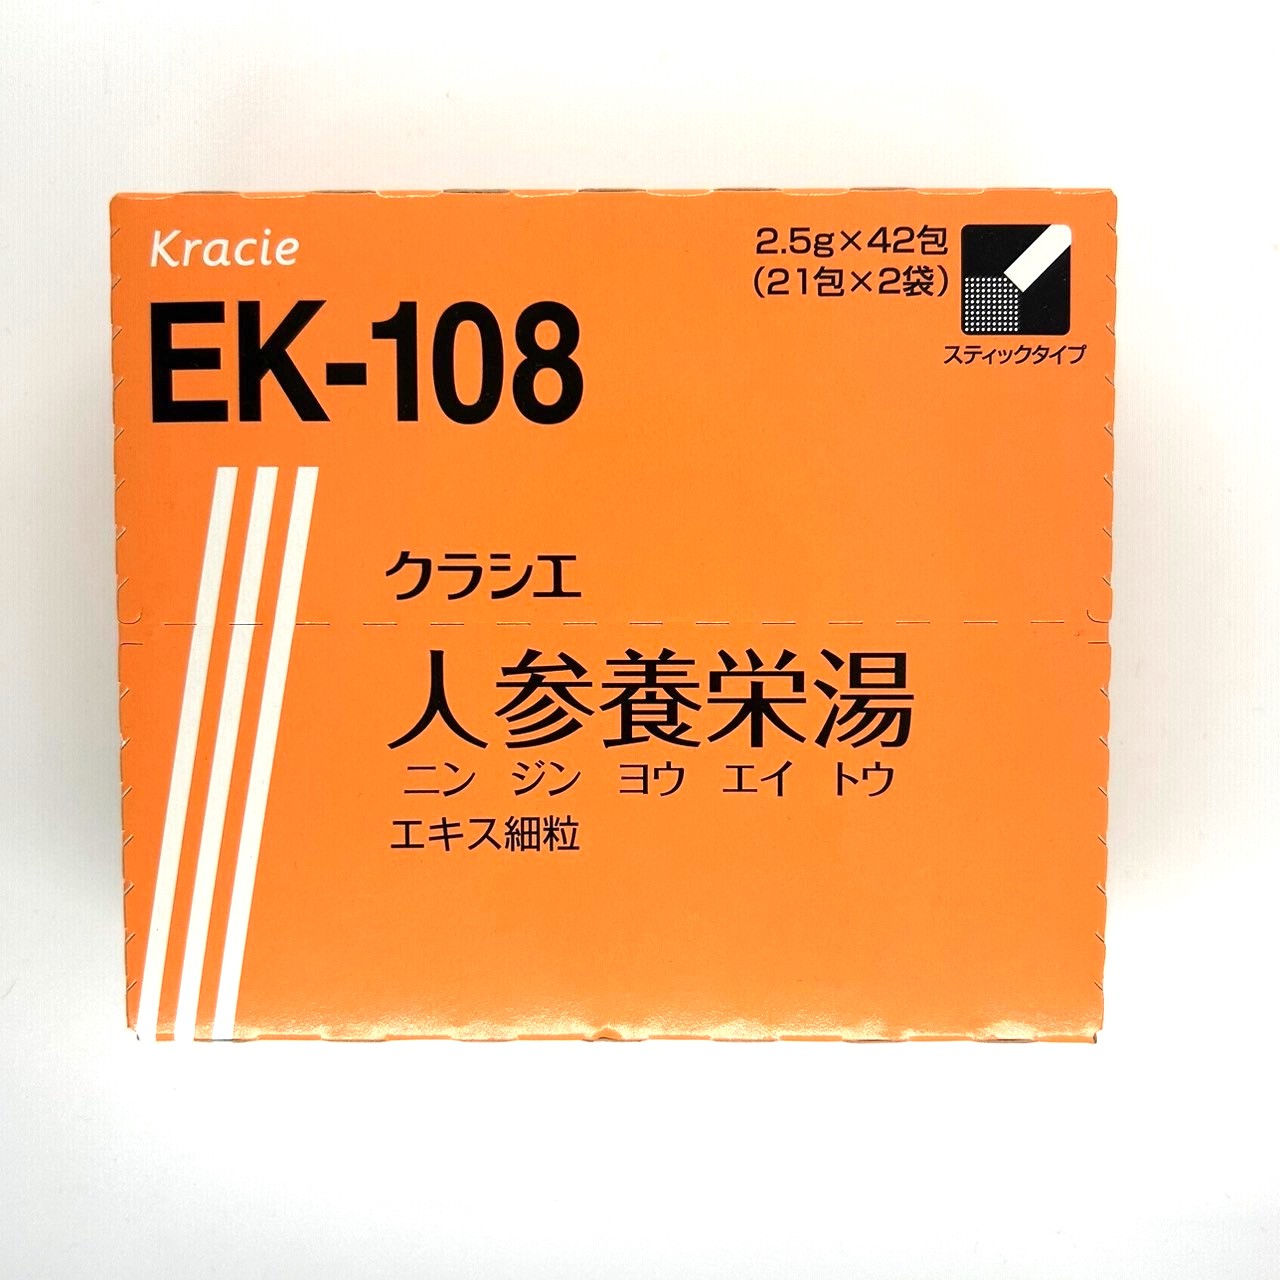 Kracie
EK-108
2.5g×42包
(21包×2袋)
スティックタイプ
クラシエ
人参養栄湯
ニン ジン ヨウ エイ トウ
エキス細粒